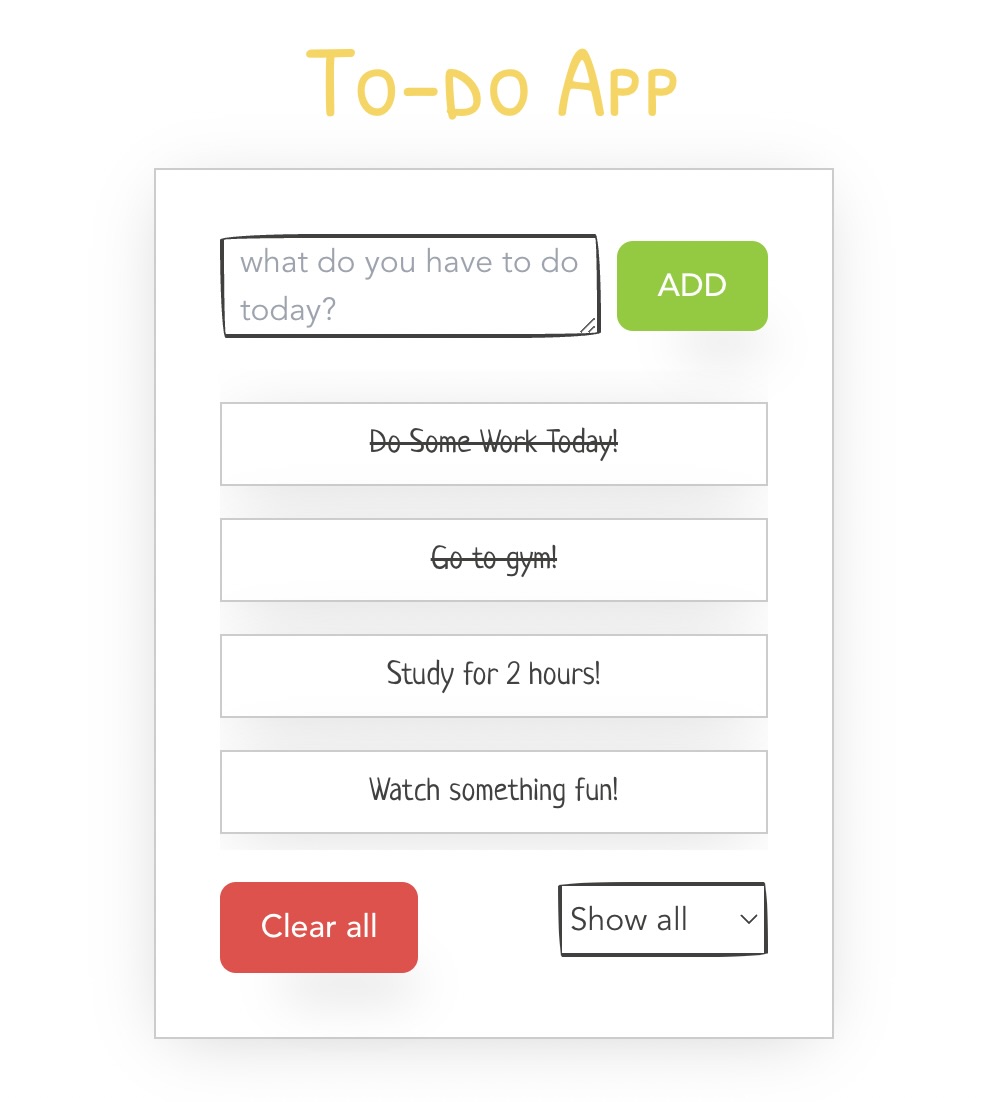 To-do App
what do you have to do
today?
ADD
Do Some Work Today!
Go to gym!
Study for 2 hours!
Watch something fun!
Clear all
Show all